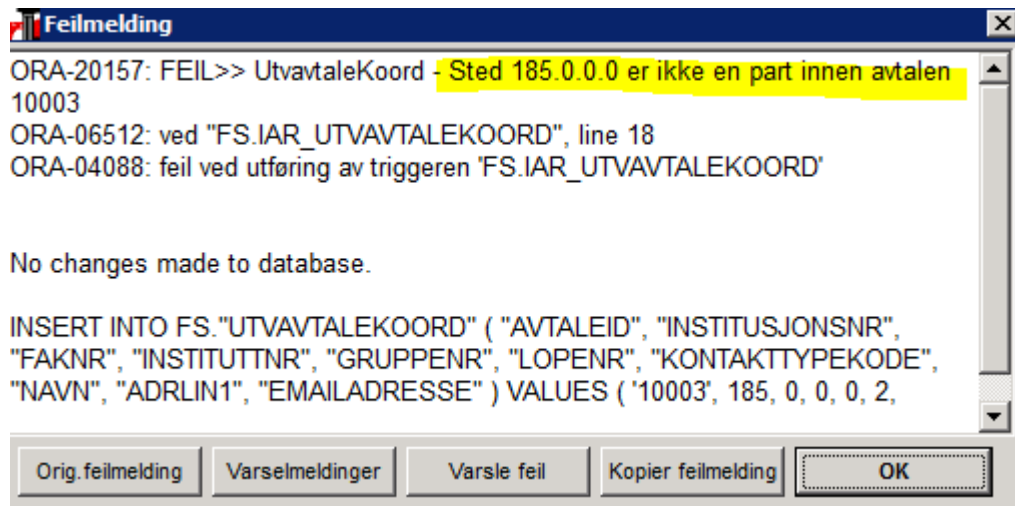 Feilmelding
ORA-20157: FEIL>> UtvavtaleKoord - Sted 185.0.0.0 er ikke en part innen avtalen
10003
ORA-06512: ved "FS.IAR_UTVAVTALEKOORD", line 18
ORA-04088: feil ved utføring av triggeren 'FS.IAR_UTVAVTALEKOORD'
No changes made to database.
INSERT INTO FS."UTVAVTALEKOORD" ( "AVTALEID", "INSTITUSJONSNR",
"FAKNR", "INSTITUTTNR", "GRUPPENR", "LOPENR", "KONTAKTTYPEKODE",
"NAVN", "ADRLIN1", "EMAILADRESSE" ) VALUES ( '10003', 185, 0, 0, 0, 2,
Orig.feilmelding Varselmeldinger Varsle feil Kopier feilmelding OK